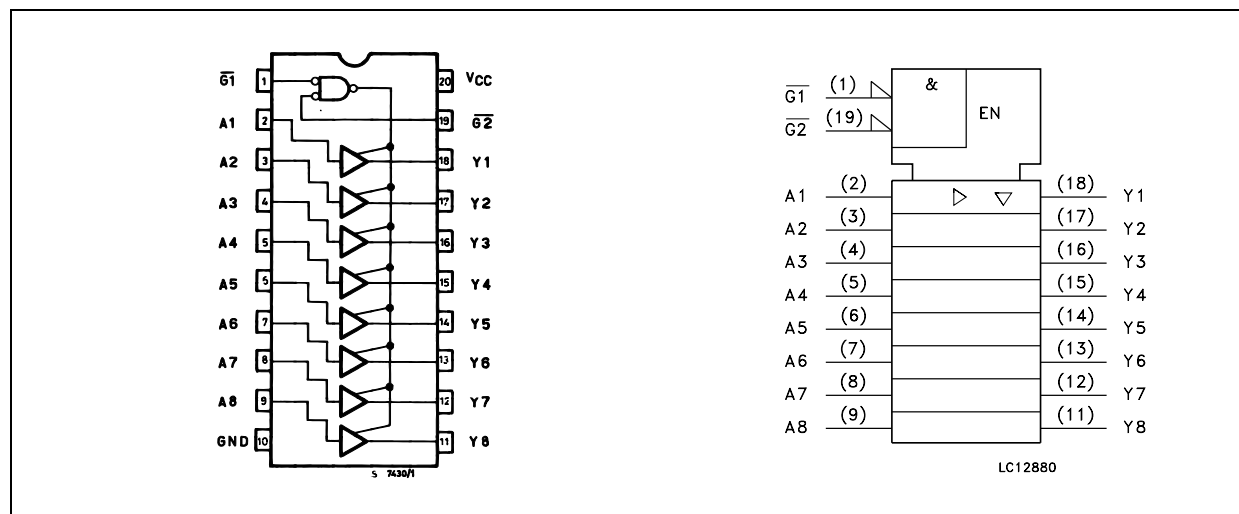 G1 1 20 VCC
A1 2 19 G2
A2 3 18 Y1
A3 4 17 Y2
A4 5 16 Y3
A5 6 15 Y4
A6 7 14 Y5
A7 8 13 Y6
A8 9 12 Y7
GND 10 11 Y8
S 7430/1
G1 (1) &
G2 (19) EN
A1 (2) (18) Y1
A2 (3) (17) Y2
A3 (4) (16) Y3
A4 (5) (15) Y4
A5 (6) (14) Y5
A6 (7) (13) Y6
A7 (8) (12) Y7
A8 (9) (11) Y8
LC12880